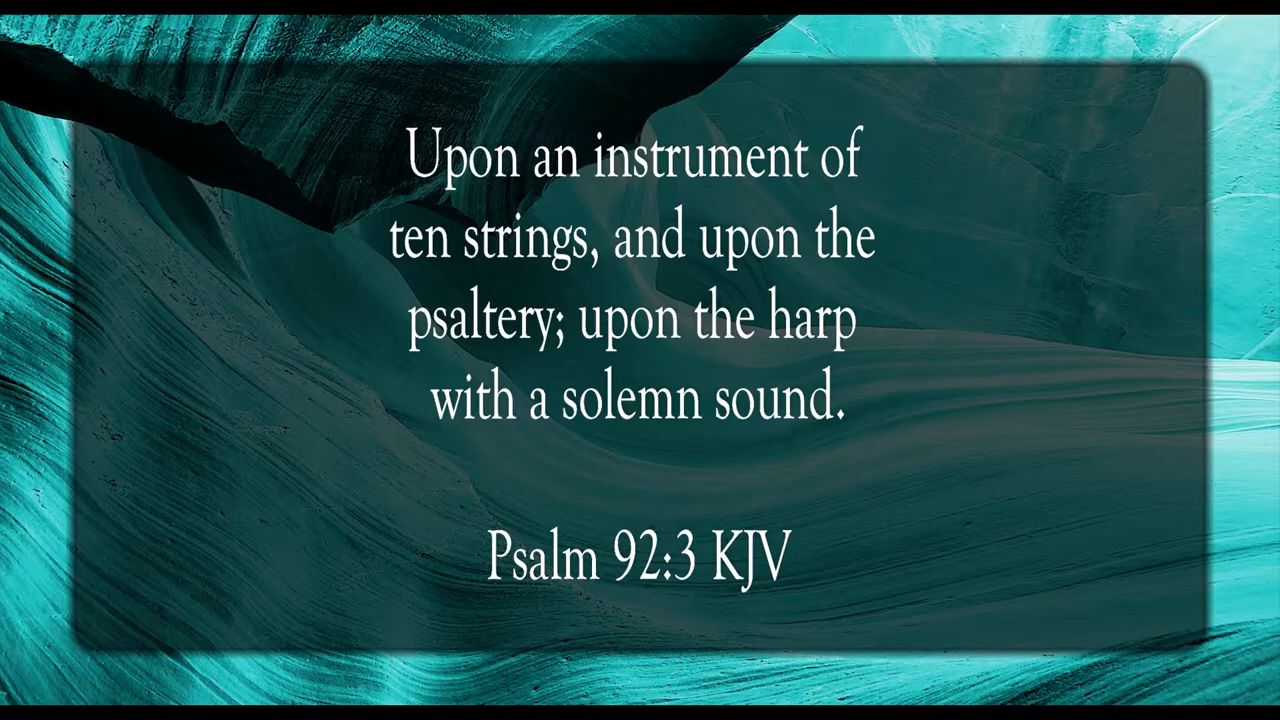 Upon an instrument of
ten strings, and upon the
psaltery; upon the harp
with a solemn sound.
Psalm 92:3 KJV